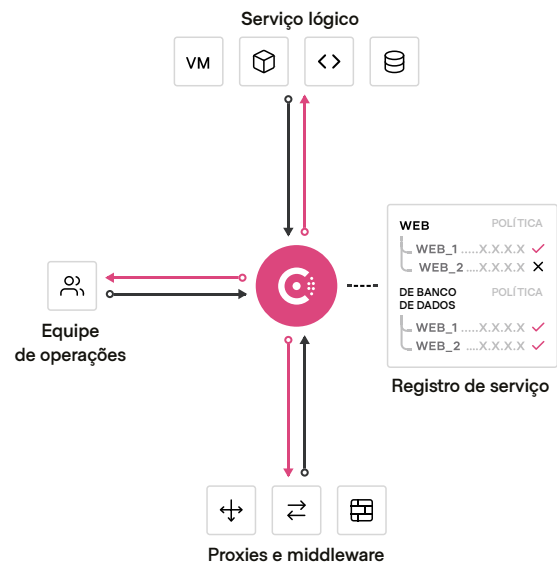 Serviço lógico
VM
WEB POLÍTICA
WEB_1 .....X.X.X.X
WEB_2 ....X.X.X.X
DE BANCO POLÍTICA
DE DADOS
WEB_1 .....X.X.X.X
WEB_2 ....X.X.X.X
Registro de serviço
Equipe
de operações
Proxies e middleware